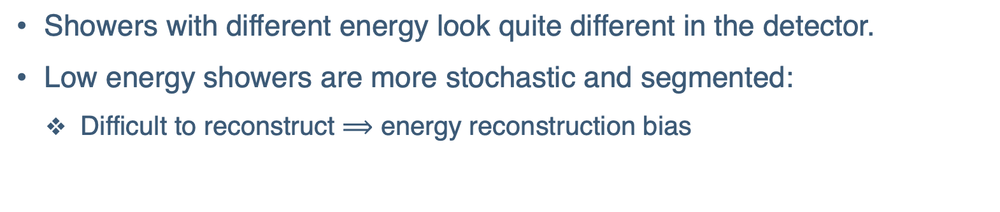 • Showers with different energy look quite different in the detector.
• Low energy showers are more stochastic and segmented:
❖ Difficult to reconstruct ⟹ energy reconstruction bias